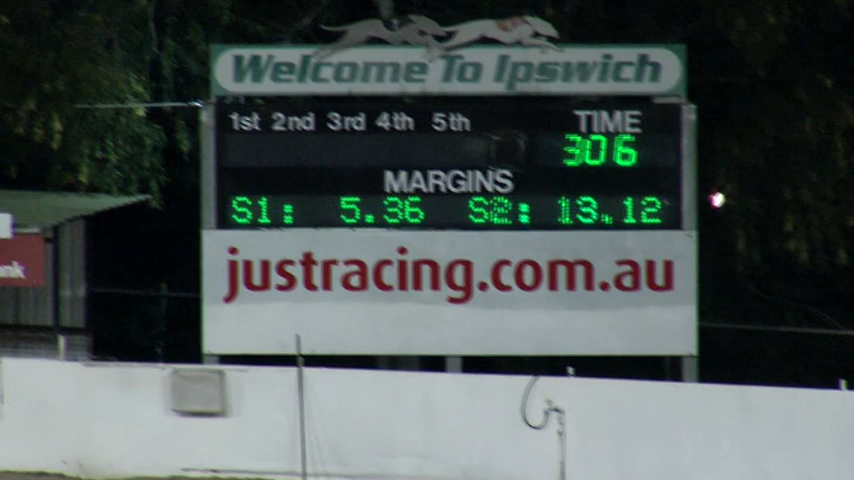 Welcome To Ipswich
1st 2nd 3rd 4th 5th TIME
306
MARGINS
S1: 5.36 S2: 13.12
justracing.com.au
nk